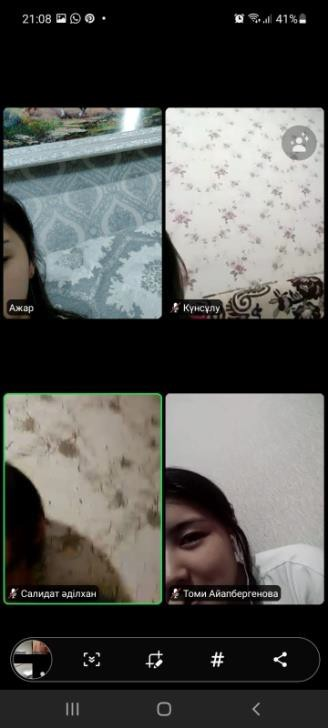 21:08
41%
Ажар
Күнсұлу
Салидат әділхан
Томи Айапбергенова
#